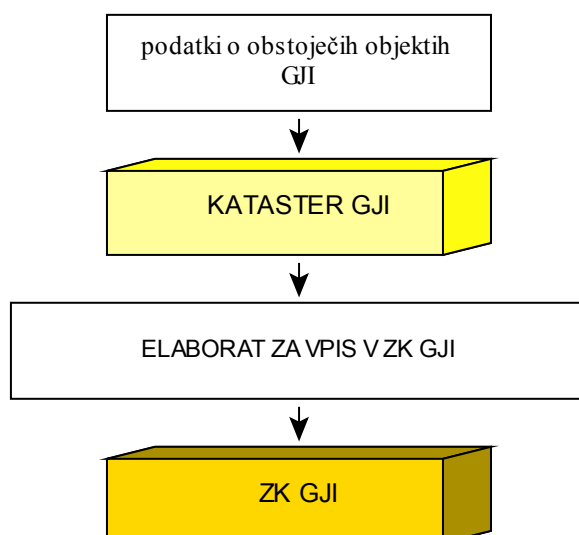 podatki o obstoječih objektih
GJI
KATASTER GJI
ELABORAT ZA VPIS V ZK GJI
ZK GJI